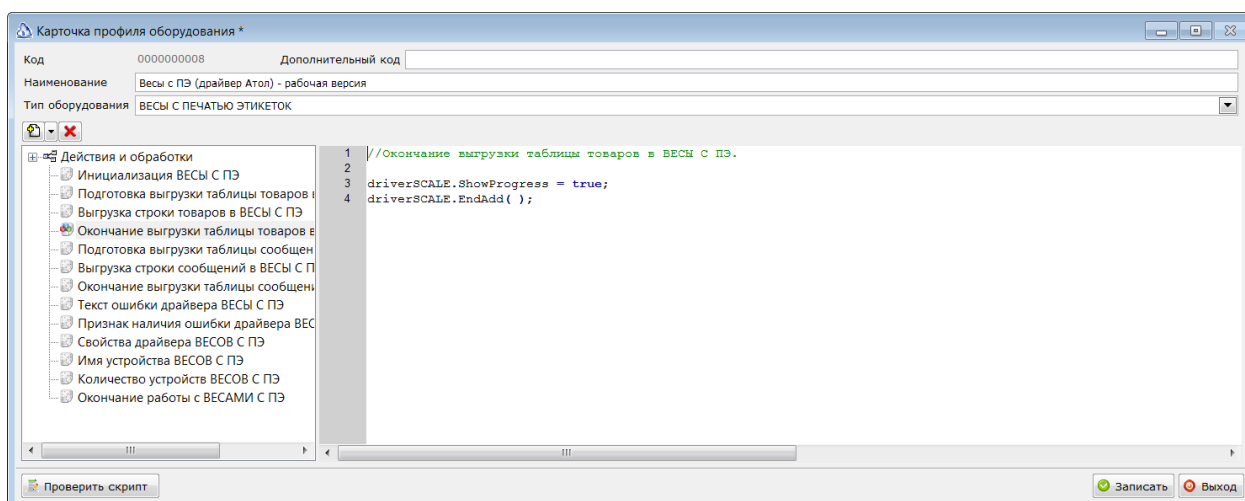 Карточка профиля оборудования *
Код 0000000008 Дополнительный код
Наименование Весы с ПЭ (драйвер Атол) - рабочая версия
Тип оборудования ВЕСЫ С ПЕЧАТЬЮ ЭТИКЕТОК
Действия и обработки
Инициализация ВЕСЫ С ПЭ
Подготовка выгрузки таблицы товаров в
Выгрузка строки товаров в ВЕСЫ С ПЭ
Окончание выгрузки таблицы товаров в
Подготовка выгрузки таблицы сообщен
Выгрузка строки сообщений в ВЕСЫ С П
Окончание выгрузки таблицы сообщени
Текст ошибки драйвера ВЕСЫ С ПЭ
Признак наличия ошибки драйвера ВЕС
Свойства драйвера ВЕСОВ С ПЭ
Имя устройства ВЕСОВ С ПЭ
Количество устройств ВЕСОВ С ПЭ
Окончание работы с ВЕСАМИ С ПЭ
1 //Окончание выгрузки таблицы товаров в ВЕСЫ С ПЭ.
2
3 driverSCALE.ShowProgress = true;
4 driverSCALE.EndAdd( );
Проверить скрипт
Записать
Выход